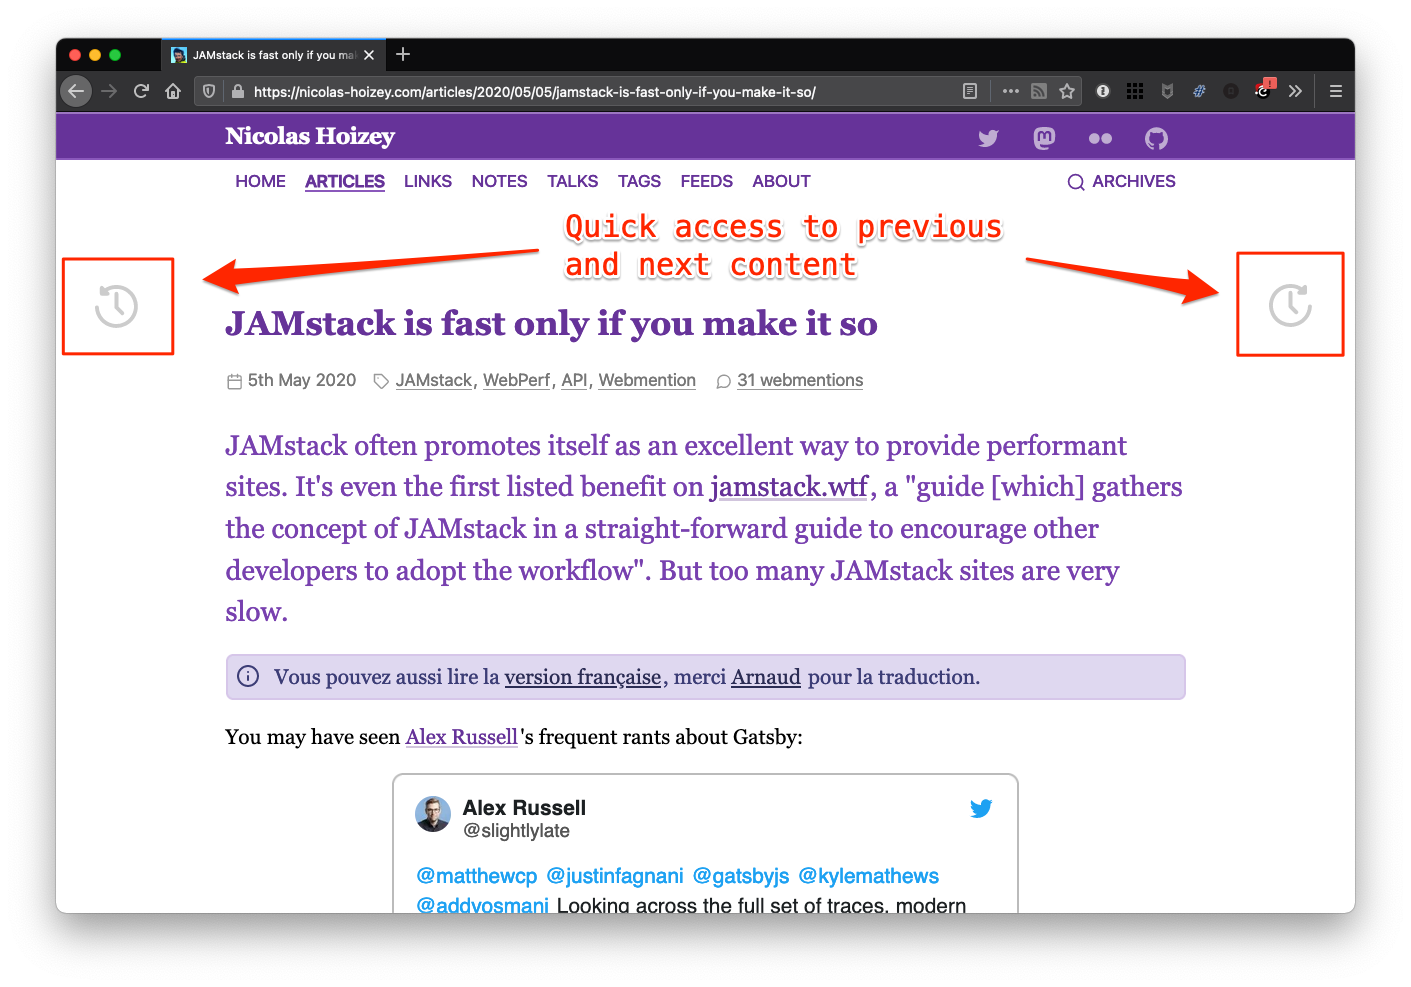 JAMstack is fast only if you ma
https://nicolas-hoizey.com/articles/2020/05/05/jamstack-is-fast-only-if-you-make-it-so/
Nicolas Hoizey
HOME ARTICLES LINKS NOTES TALKS TAGS FEEDS ABOUT ARCHIVES
Quick access to previous
and next content
JAMstack is fast only if you make it so
5th May 2020 JAMstack, WebPerf, API, Webmention 31 webmentions
JAMstack often promotes itself as an excellent way to provide performant
sites. It's even the first listed benefit on jamstack.wtf, a "guide [which] gathers
the concept of JAMstack in a straight-forward guide to encourage other
developers to adopt the workflow". But too many JAMstack sites are very
slow.
Vous pouvez aussi lire la version française, merci Arnaud pour la traduction.
You may have seen Alex Russell's frequent rants about Gatsby:
Alex Russell
@slightlylate
@matthewcp @justinfagnani @gatsbyjs @kylemathews
@addyosmani Looking across the full set of traces, modern